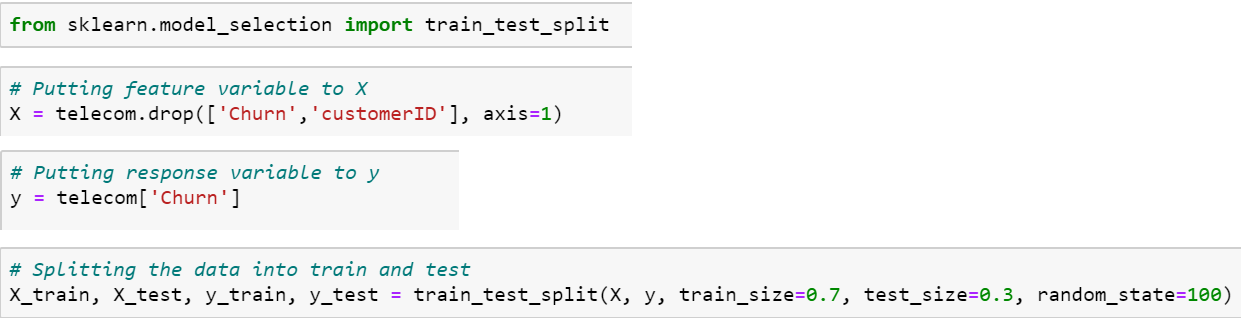 from sklearn.model_selection import train_test_split
# Putting feature variable to X
X = telecom.drop(['Churn','customerID'], axis=1)
# Putting response variable to y
y = telecom['Churn']
# Splitting the data into train and test
X_train, X_test, y_train, y_test = train_test_split(X, y, train_size=0.7, test_size=0.3, random_state=100)